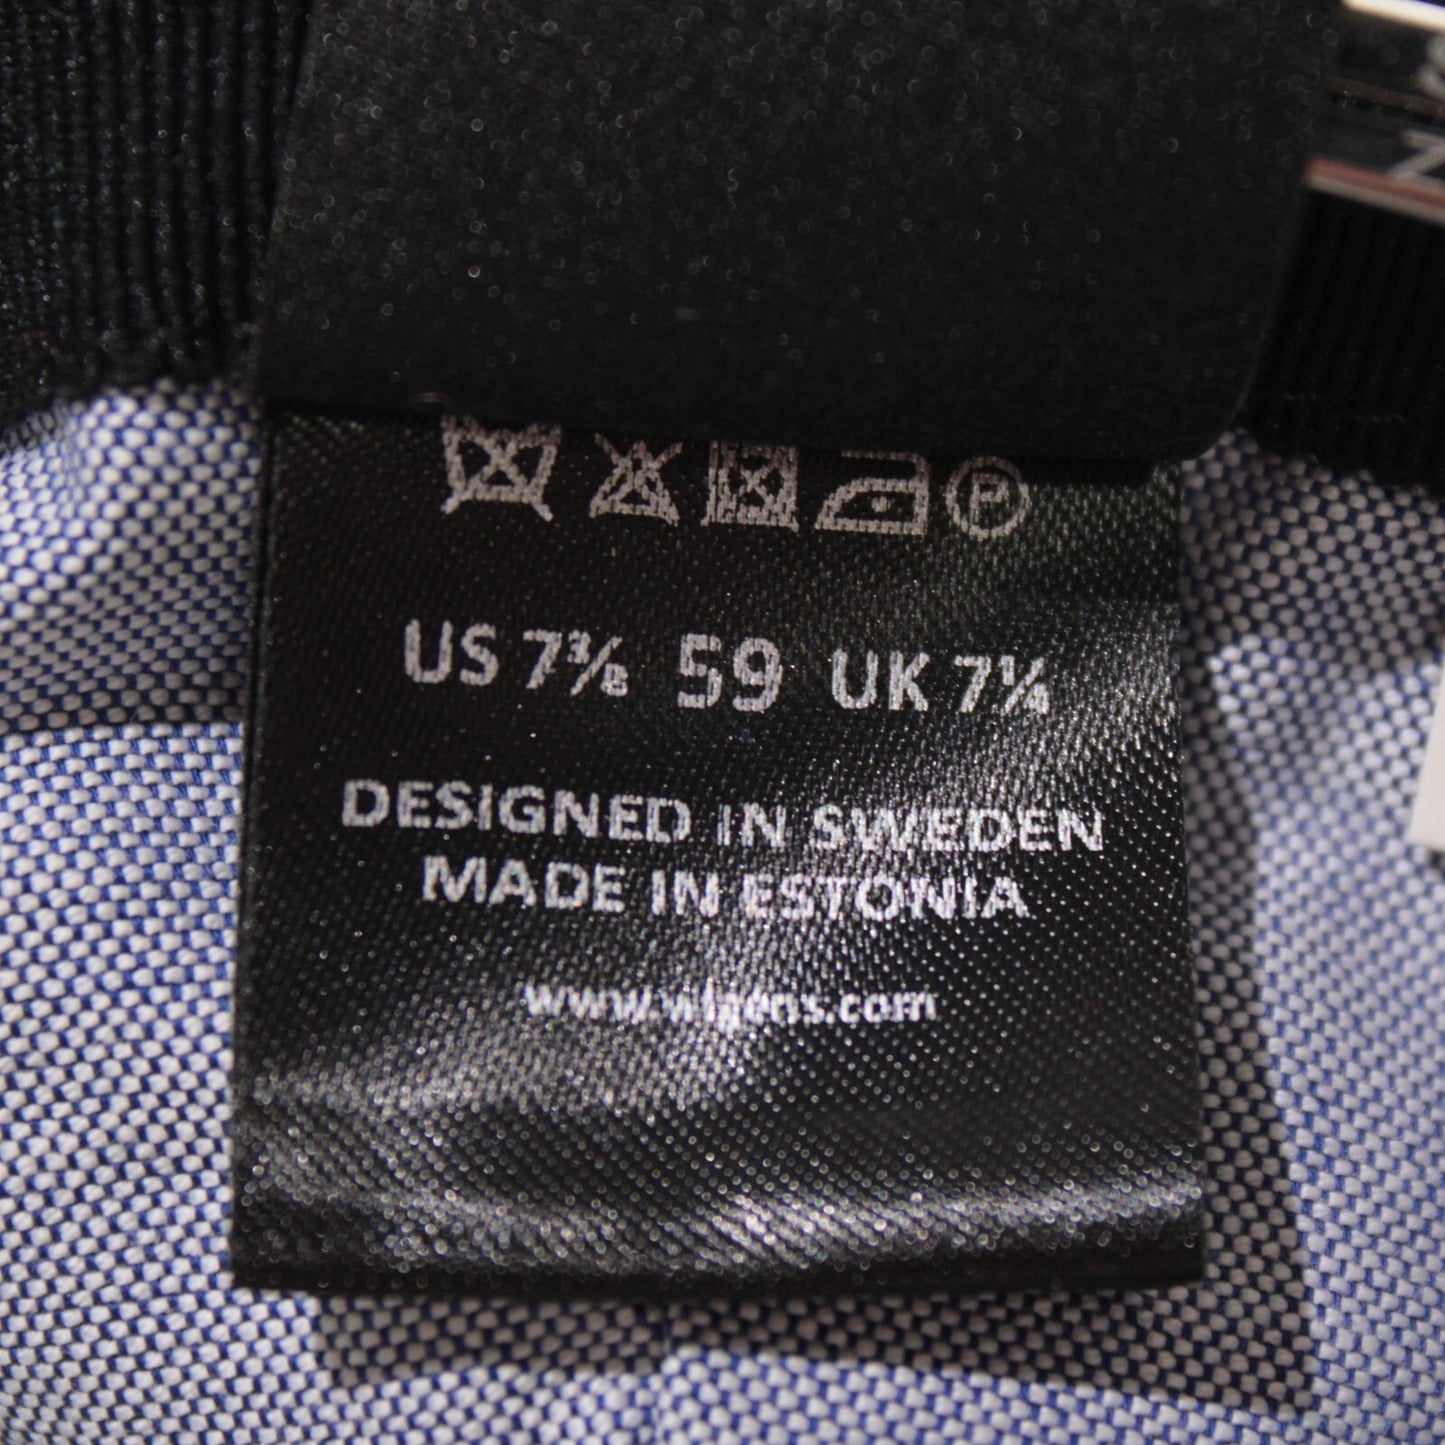 P
US 7⅜ 59 UK 7¼
DESIGNED IN SWEDEN
MADE IN ESTONIA
www.wigens.com